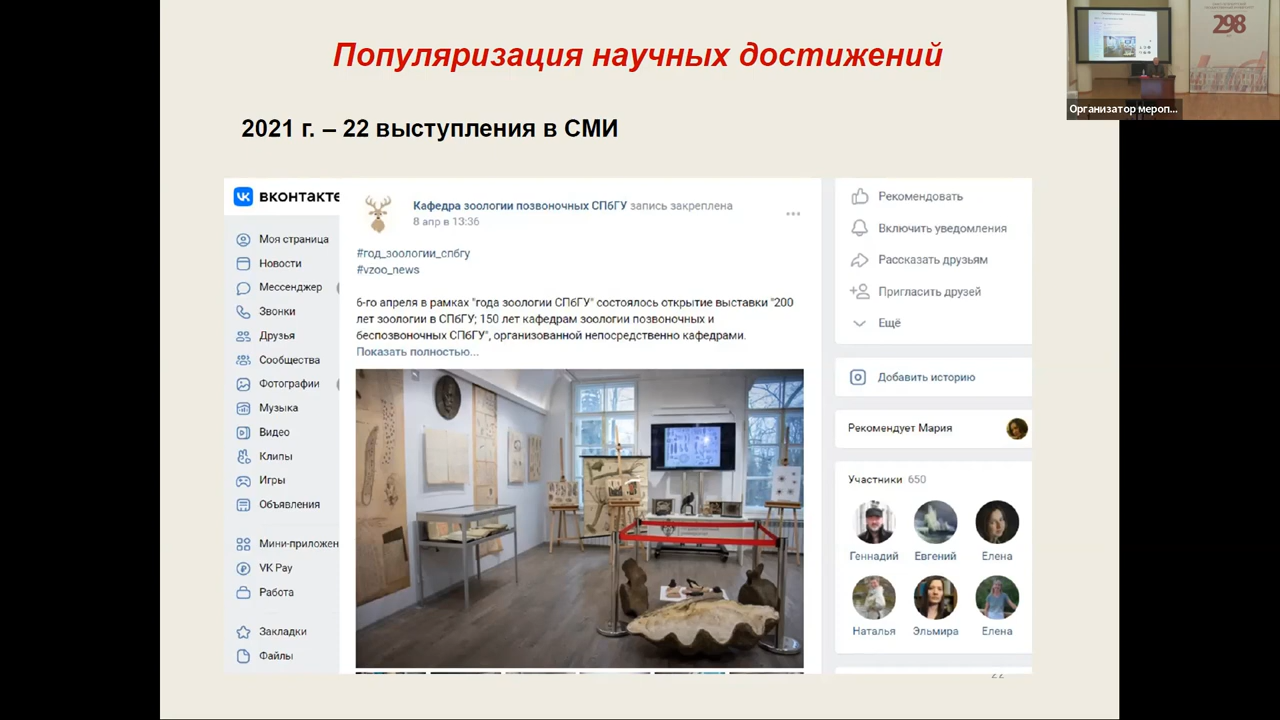 Популяризация научных достижений
298
Организатор мероп...
2021 г. – 22 выступления в СМИ
вконтакте
Моя страница
Новости
Мессенджер
Звонки
Друзья
Сообщества
Фотографии
Музыка
Видео
Клипы
Игры
Объявления
Мини-приложен
VK Pay
Работа
Закладки
Файлы
Кафедра зоологии позвоночных СПбГУ запись закреплена
8 апр в 13:36
#год_зоологии_спбгу
#vzoo_news
6-го апреля в рамках "года зоологии СПбГУ" состоялось открытие выставки "200
лет зоологии в СПбГУ; 150 лет кафедрам зоологии позвоночных и
беспозвоночных СПбГУ", организованной непосредственно кафедрами.
Показать полностью...
Рекомендовать
Включить уведомления
Рассказать друзьям
Пригласить друзей
Ещё
Добавить историю
Рекомендует Мария
Участники 650
Геннадий Евгений Елена
Наталья Эльмира Елена
22